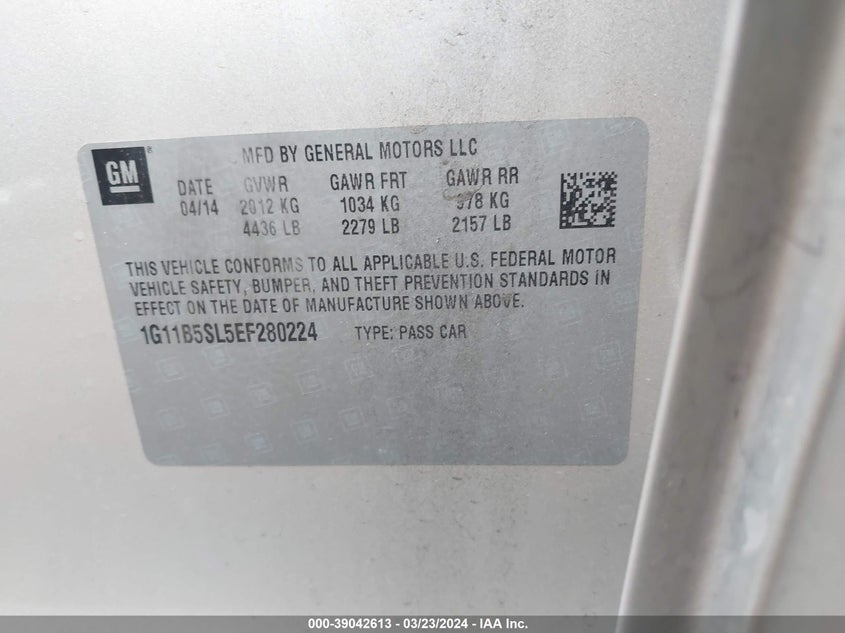 GM
MFD BY GENERAL MOTORS LLC
DATE GVWR GAWR FRT GAWR RR
04/14 2012 KG 1034 KG 978 KG
4436 LB 2279 LB 2157 LB
THIS VEHICLE CONFORMS TO ALL APPLICABLE U.S. FEDERAL MOTOR
VEHICLE SAFETY, BUMPER, AND THEFT PREVENTION STANDARDS IN
EFFECT ON THE DATE OF MANUFACTURE SHOWN ABOVE.
1G11B5SL5EF280224 TYPE: PASS CAR
000-39042613 - 03/23/2024 - IAA Inc.